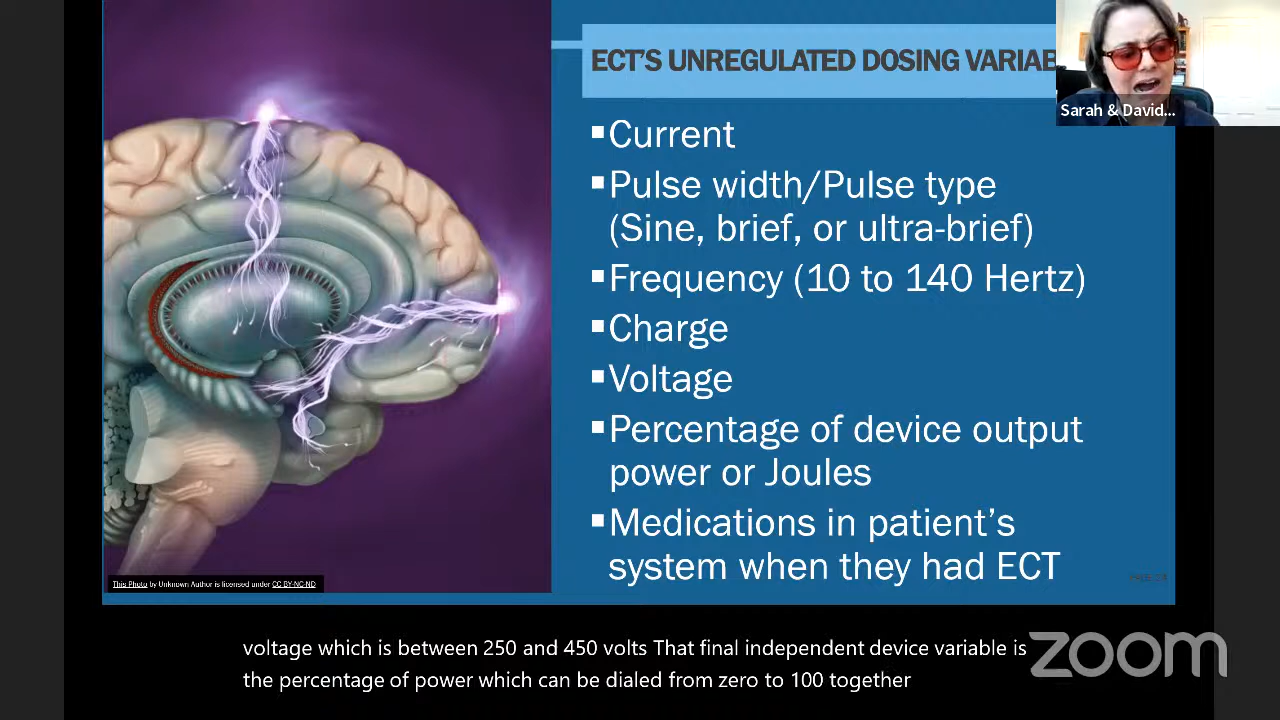 ECT'S UNREGULATED DOSING VARIAB
Sarah & David...
▪Current
▪Pulse width/Pulse type
(Sine, brief, or ultra-brief)
▪Frequency (10 to 140 Hertz)
▪Charge
▪Voltage
▪Percentage of device output
power or Joules
▪Medications in patient's
system when they had ECT
This Photo by Unknown Author is licensed under CC BY-NC-ND
voltage which is between 250 and 450 volts That final independent device variable is
the percentage of power which can be dialed from zero to 100 together
zoom